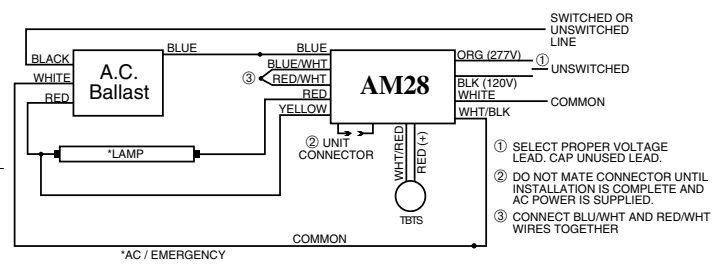 SWITCHED OR
UNSWITCHED
LINE
BLACK
BLUE
BLUE
ORG (277V)
①
WHITE
A.C.
Ballast
BLUE/WHT
③
RED/WHT
AM28
UNSWITCHED
BLK (120V)
RED
RED
WHITE
COMMON
YELLOW
WHT/BLK
② UNIT
CONNECTOR
WHT/RED
RED (+)
*LAMP
TBTS
① SELECT PROPER VOLTAGE
LEAD. CAP UNUSED LEAD.
② DO NOT MATE CONNECTOR UNTIL
INSTALLATION IS COMPLETE AND
AC POWER IS SUPPLIED.
③ CONNECT BLU/WHT AND RED/WHT
WIRES TOGETHER
COMMON
*AC / EMERGENCY